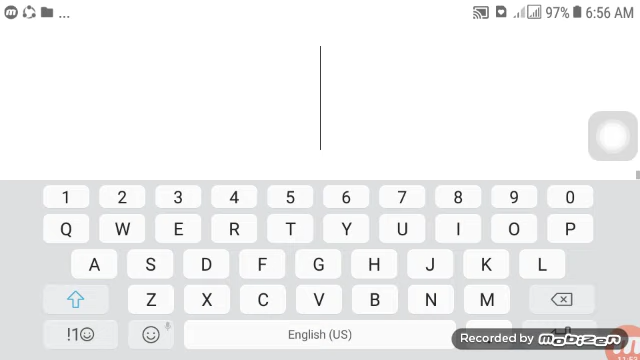 ... 97% 6:56 AM
1 2 3 4 5 6 7 8 9 0
Q W E R T Y U I O P
A S D F G H J K L
Z X C V B N M
!1☺ English (US)
Recorded by mobizen